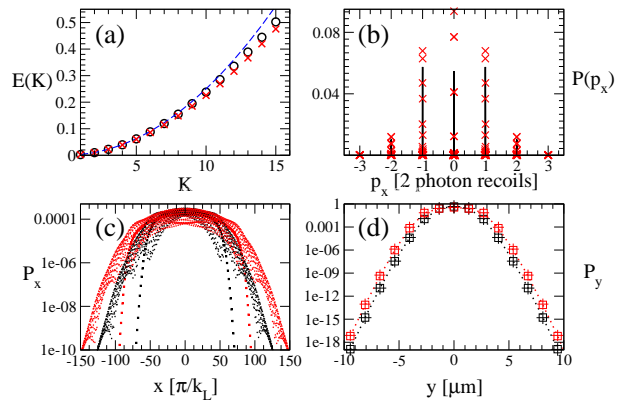 (a)
E(K)
0.5
0.4
0.3
0.2
0.1
0
5
10
15
K
(b)
P(p_x)
0.08
0.04
-3
-2
-1
0
1
2
3
p_x [2 photon recoils]
(c)
P_x
0.0001
1e-06
1e-08
1e-10
-150
-100
-50
0
50
100
150
x [π/k_L]
(d)
P_y
1
0.001
1e-06
1e-09
1e-12
1e-15
1e-18
-10
-5
0
5
10
y [μm]